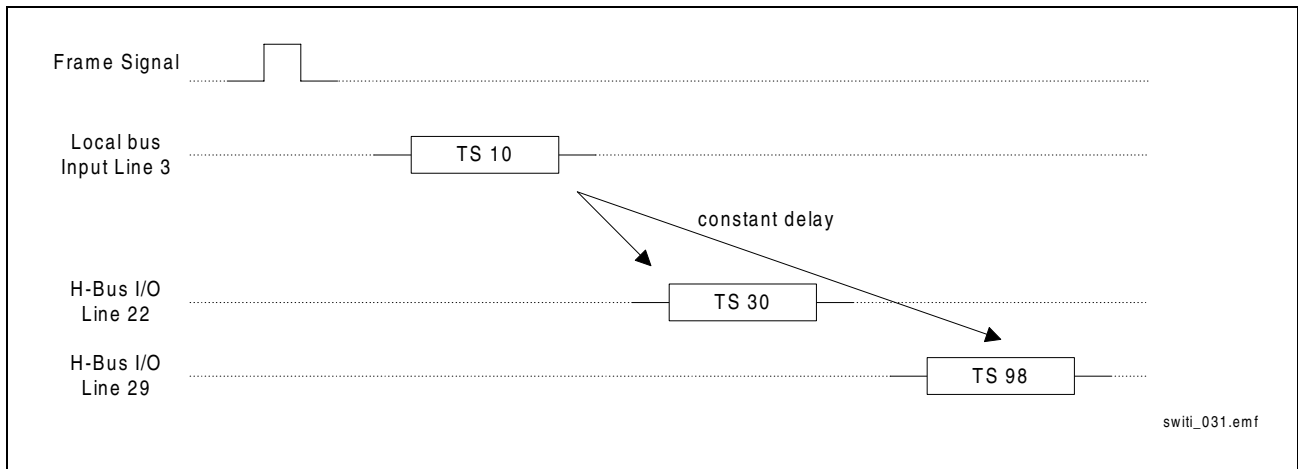 Frame Signal
Local bus
Input Line 3
TS 10
constant delay
H-Bus I/O
Line 22
TS 30
H-Bus I/O
Line 29
TS 98
switi_031.emf